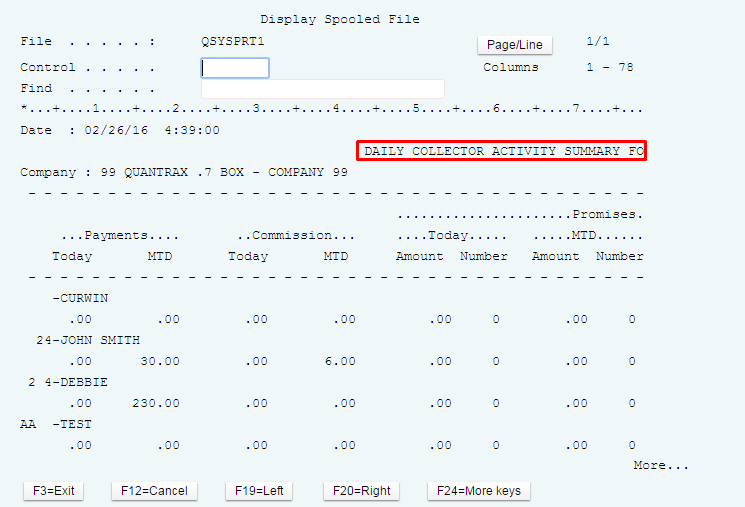 Display Spooled File
File . . . . . : QSYSPRT1 Page/Line 1/1
Control . . . . . Columns 1 - 78
Find . . . . . .
*...+....1....+....2....+....3....+....4....+....5....+....6....+....7....+...
Date : 02/26/16 4:39:00
DAILY COLLECTOR ACTIVITY SUMMARY FO
Company : 99 QUANTRAX .7 BOX - COMPANY 99
- - - - - - - - - - - - - - - - - - - - - - - - - - - - - - - - - - - - - - -
......................Promises.
...Payments.... ..Commission... ....Today..... .....MTD......
Today MTD Today MTD Amount Number Amount Number
- - - - - - - - - - - - - - - - - - - - - - - - - - - - - - - - - - - - - - -
-CURWIN
.00 .00 .00 .00 .00 0 .00 0
24-JOHN SMITH
.00 30.00 .00 6.00 .00 0 .00 0
2 4-DEBBIE
.00 230.00 .00 .00 .00 0 .00 0
AA -TEST
.00 .00 .00 .00 .00 0 .00 0
More...
F3=Exit F12=Cancel F19=Left F20=Right F24=More keys